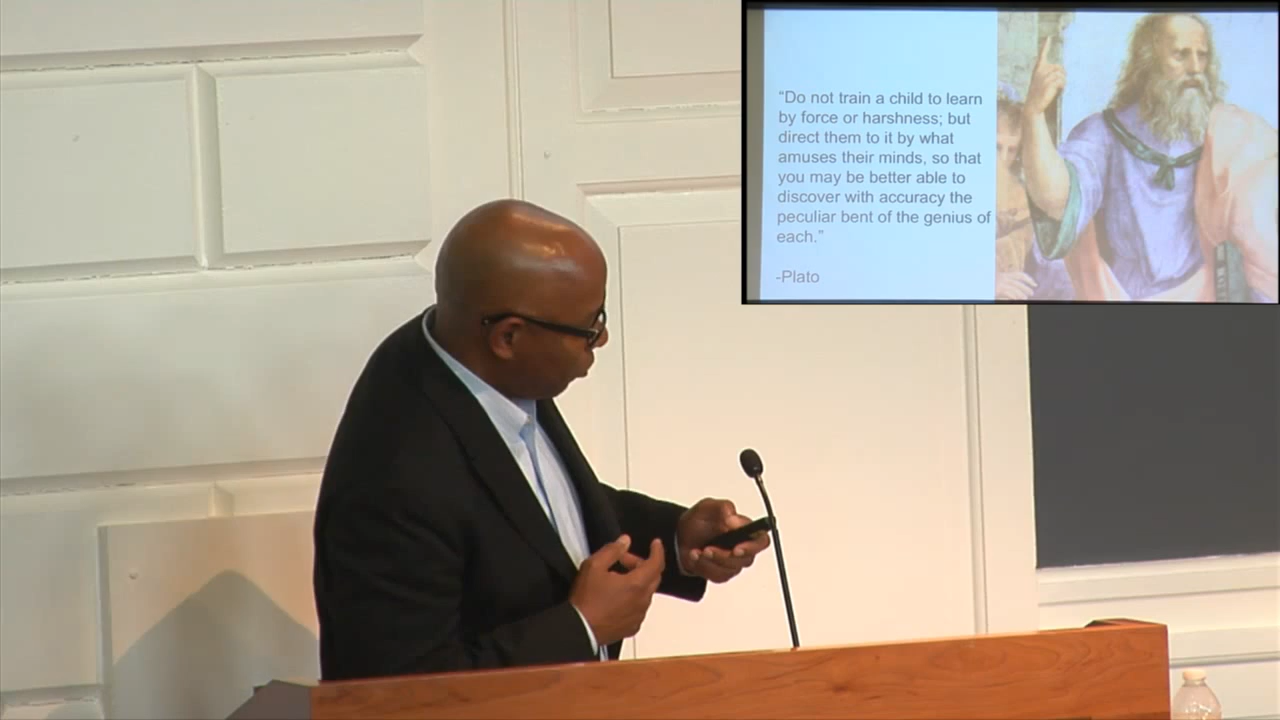 “Do not train a child to learn
by force or harshness; but
direct them to it by what
amuses their minds, so that
you may be better able to
discover with accuracy the
peculiar bent of the genius of
each.”
-Plato